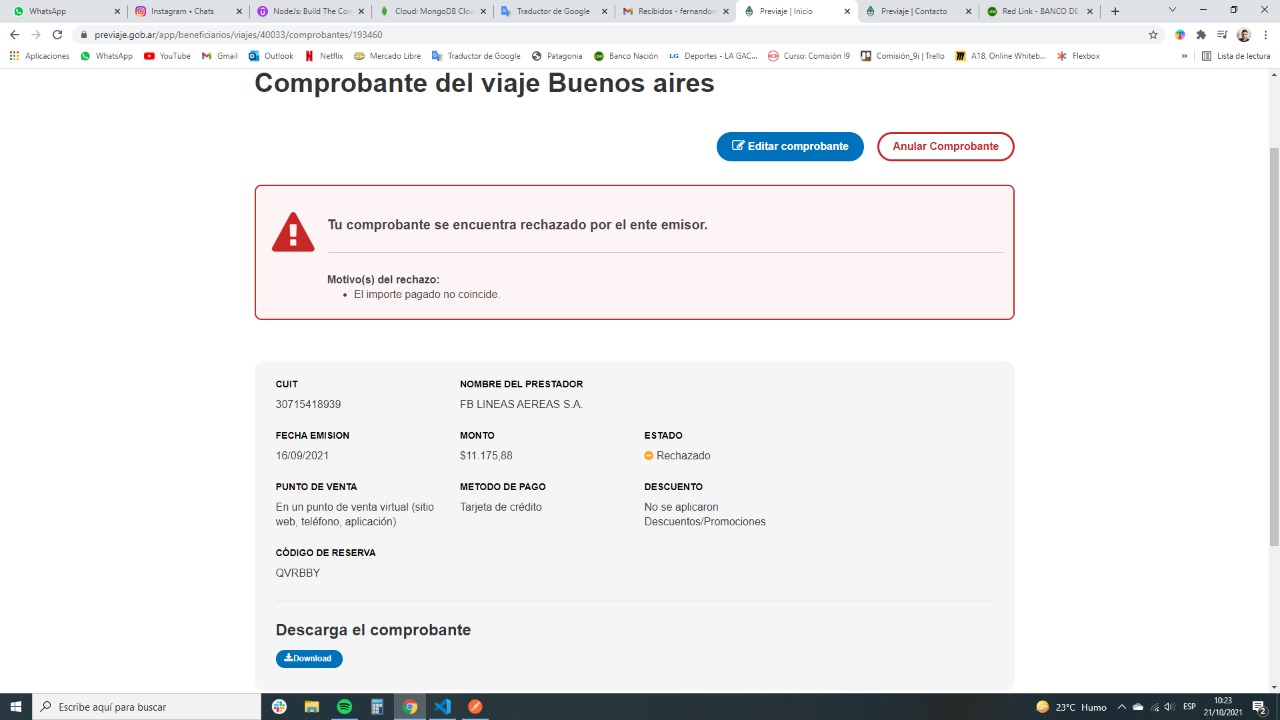 WhatsApp
Instagram • Chats
NodeJs: Build The Cor
Cloud: MongoDB Clou
Traductor de Google
Recibidos - fernandon
Previaje | Inicio
Previaje | Contacto
Red Link - BANCO DE
previaje.gob.ar/app/beneficiarios/viajes/40033/comprobantes/193460
Aplicaciones WhatsApp YouTube Gmail Outlook Netflix Mercado Libre Traductor de Google Patagonia Banco Nación LG Deportes - LA GAC... Curso: Comisión I9 Comisión_9i | Trello A18, Online Whiteb... Flexbox » Lista de lectura
Comprobante del viaje Buenos aires
Editar comprobante
Anular Comprobante
Tu comprobante se encuentra rechazado por el ente emisor.
Motivo(s) del rechazo:
• El importe pagado no coincide.
CUIT
30715418939
NOMBRE DEL PRESTADOR
FB LINEAS AEREAS S.A.
FECHA EMISION
16/09/2021
MONTO
$11.175,88
ESTADO
Rechazado
PUNTO DE VENTA
En un punto de venta virtual (sitio
web, teléfono, aplicación)
METODO DE PAGO
Tarjeta de crédito
DESCUENTO
No se aplicaron
Descuentos/Promociones
CÓDIGO DE RESERVA
QVRBBY
Descarga el comprobante
Download
Escribe aquí para buscar
23°C Humo
ESP
10:23
21/10/2021
2